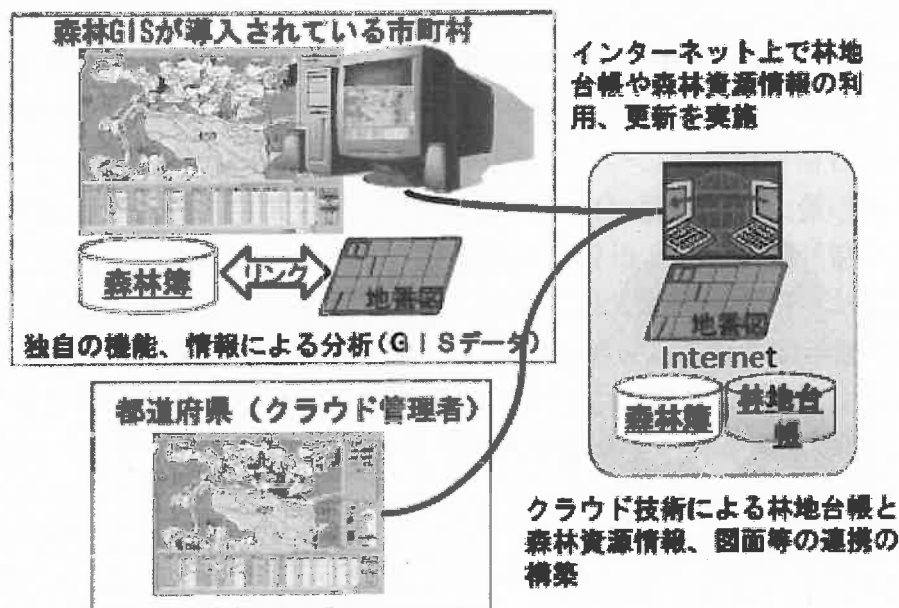 森林GISが導入されている市町村
森林簿
リンク
地番図
独自の機能、情報による分析(GISデータ)
都道府県(クラウド管理者)
インターネット上で林地
台帳や森林資源情報の利
用、更新を実施
地番図
Internet
森林簿
林地台
帳
クラウド技術による林地台帳と
森林資源情報、図面等の連携の
構築